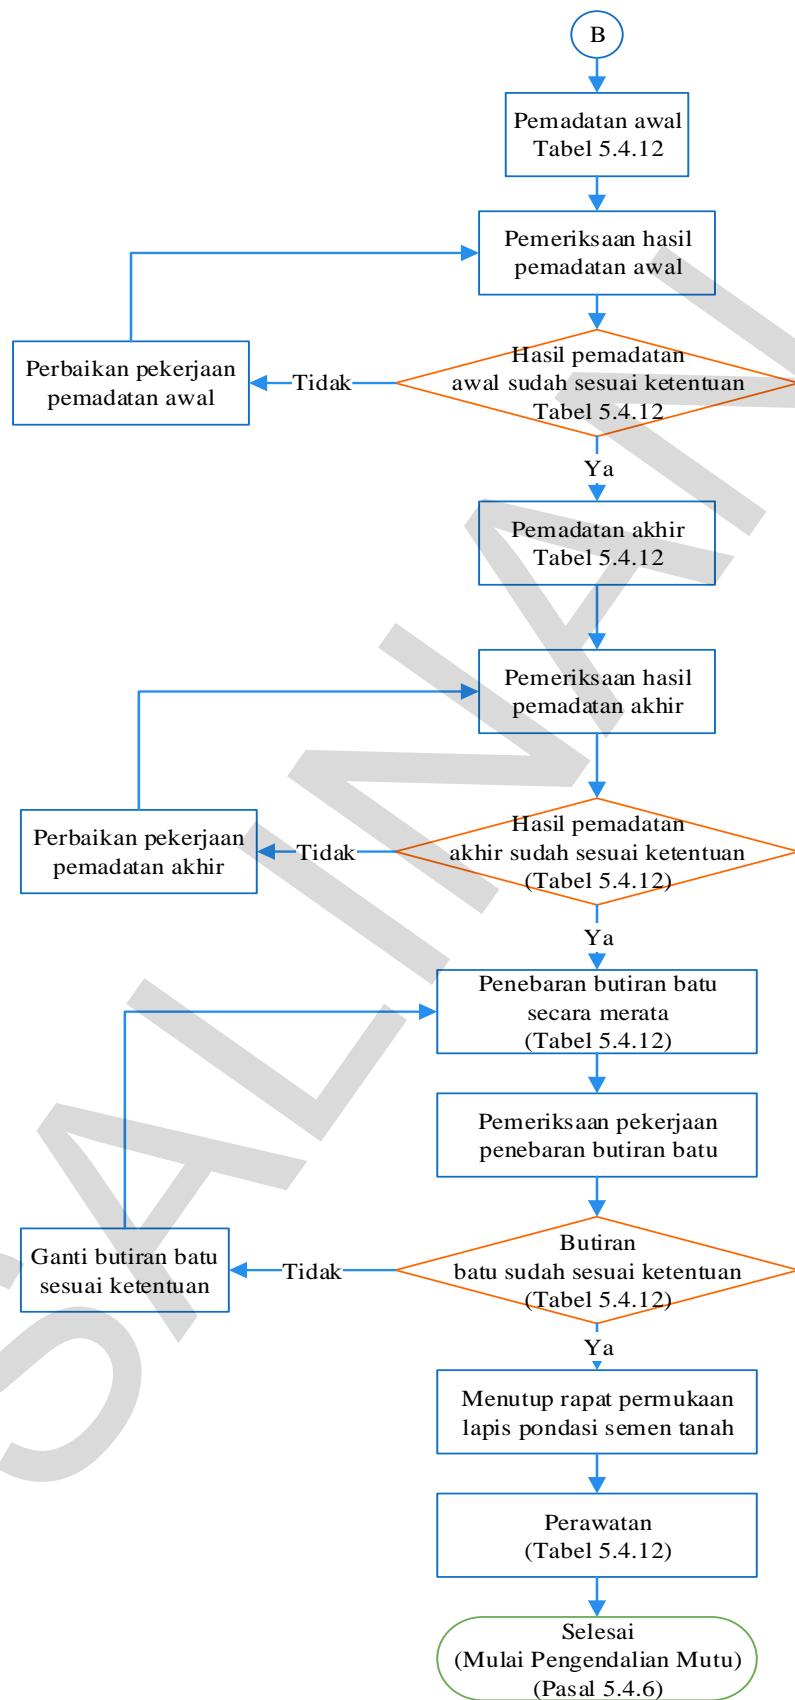 B
Pemadatan awal
Tabel 5.4.12
Pemeriksaan hasil
pemadatan awal
Hasil pemadatan
awal sudah sesuai ketentuan
Tabel 5.4.12
Tidak
Perbaikan pekerjaan
pemadatan awal
Ya
Pemadatan akhir
Tabel 5.4.12
Pemeriksaan hasil
pemadatan akhir
Hasil pemadatan
akhir sudah sesuai ketentuan
(Tabel 5.4.12)
Tidak
Perbaikan pekerjaan
pemadatan akhir
Ya
Penebaran butiran batu
secara merata
(Tabel 5.4.12)
Pemeriksaan pekerjaan
penebaran butiran batu
Butiran
batu sudah sesuai ketentuan
(Tabel 5.4.12)
Tidak
Ganti butiran batu
sesuai ketentuan
Ya
Menutup rapat permukaan
lapis pondasi semen tanah
Perawatan
(Tabel 5.4.12)
Selesai
(Mulai Pengendalian Mutu)
(Pasal 5.4.6)
SALINAN